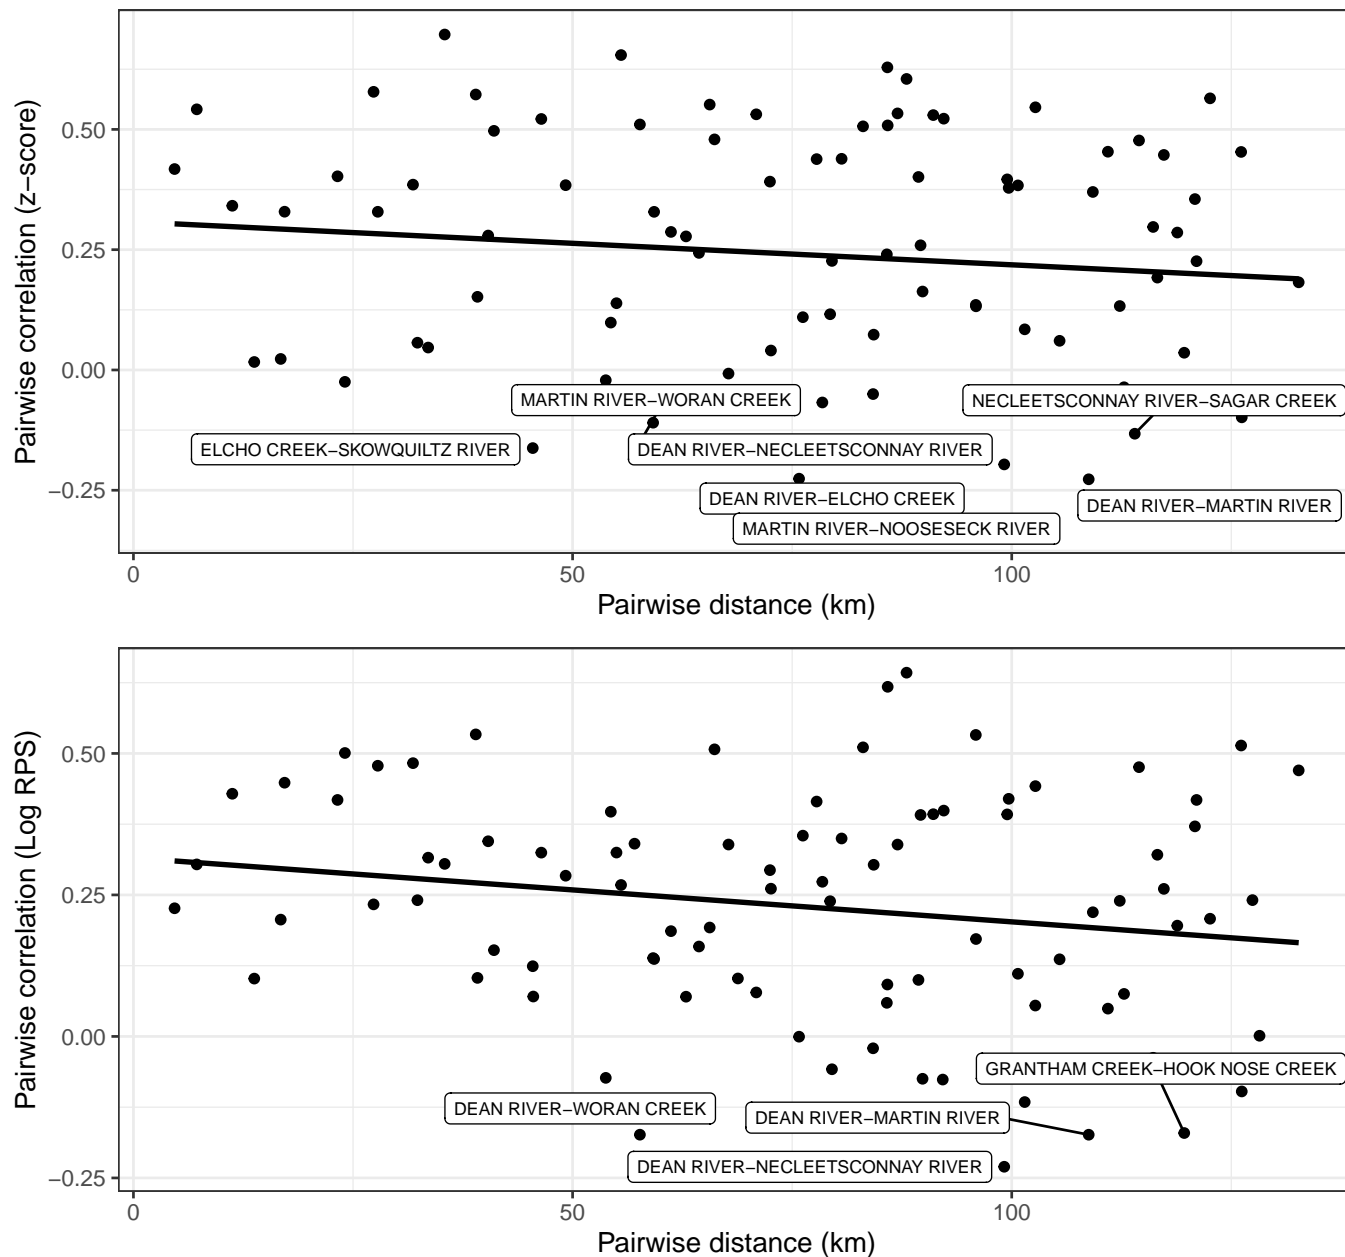 Pairwise correlation (z−score)
0.50
0.25
0.00
−0.25
MARTIN RIVER−WORAN CREEK
NECLEETSCONNAY RIVER−SAGAR CREEK
ELCHO CREEK−SKOWQUILTZ RIVER
DEAN RIVER−NECLEETSCONNAY RIVER
DEAN RIVER−ELCHO CREEK
DEAN RIVER−MARTIN RIVER
MARTIN RIVER−NOOSESECK RIVER
0
50
100
Pairwise distance (km)
Pairwise correlation (Log RPS)
0.50
0.25
0.00
−0.25
GRANTHAM CREEK−HOOK NOSE CREEK
DEAN RIVER−WORAN CREEK
DEAN RIVER−MARTIN RIVER
DEAN RIVER−NECLEETSCONNAY RIVER
0
50
100
Pairwise distance (km)